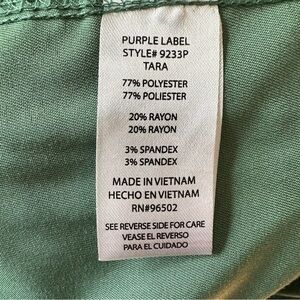 PURPLE LABEL
STYLE# 9233P
TARA
77% POLYESTER
77% POLIESTER
20% RAYON
20% RAYON
3% SPANDEX
3% SPANDEX
MADE IN VIETNAM
HECHO EN VIETNAM
RN#96502
SEE REVERSE SIDE FOR CARE
VEASE EL REVERSO
PARA EL CUIDADO